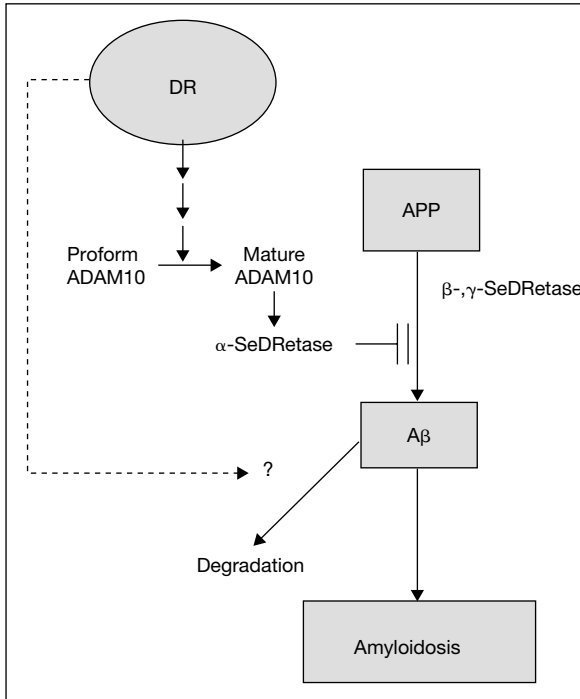 DR
APP
Proform
ADAM10
Mature
ADAM10
β-,γ-SeDRetase
α-SeDRetase
Aβ
?
Degradation
Amyloidosis